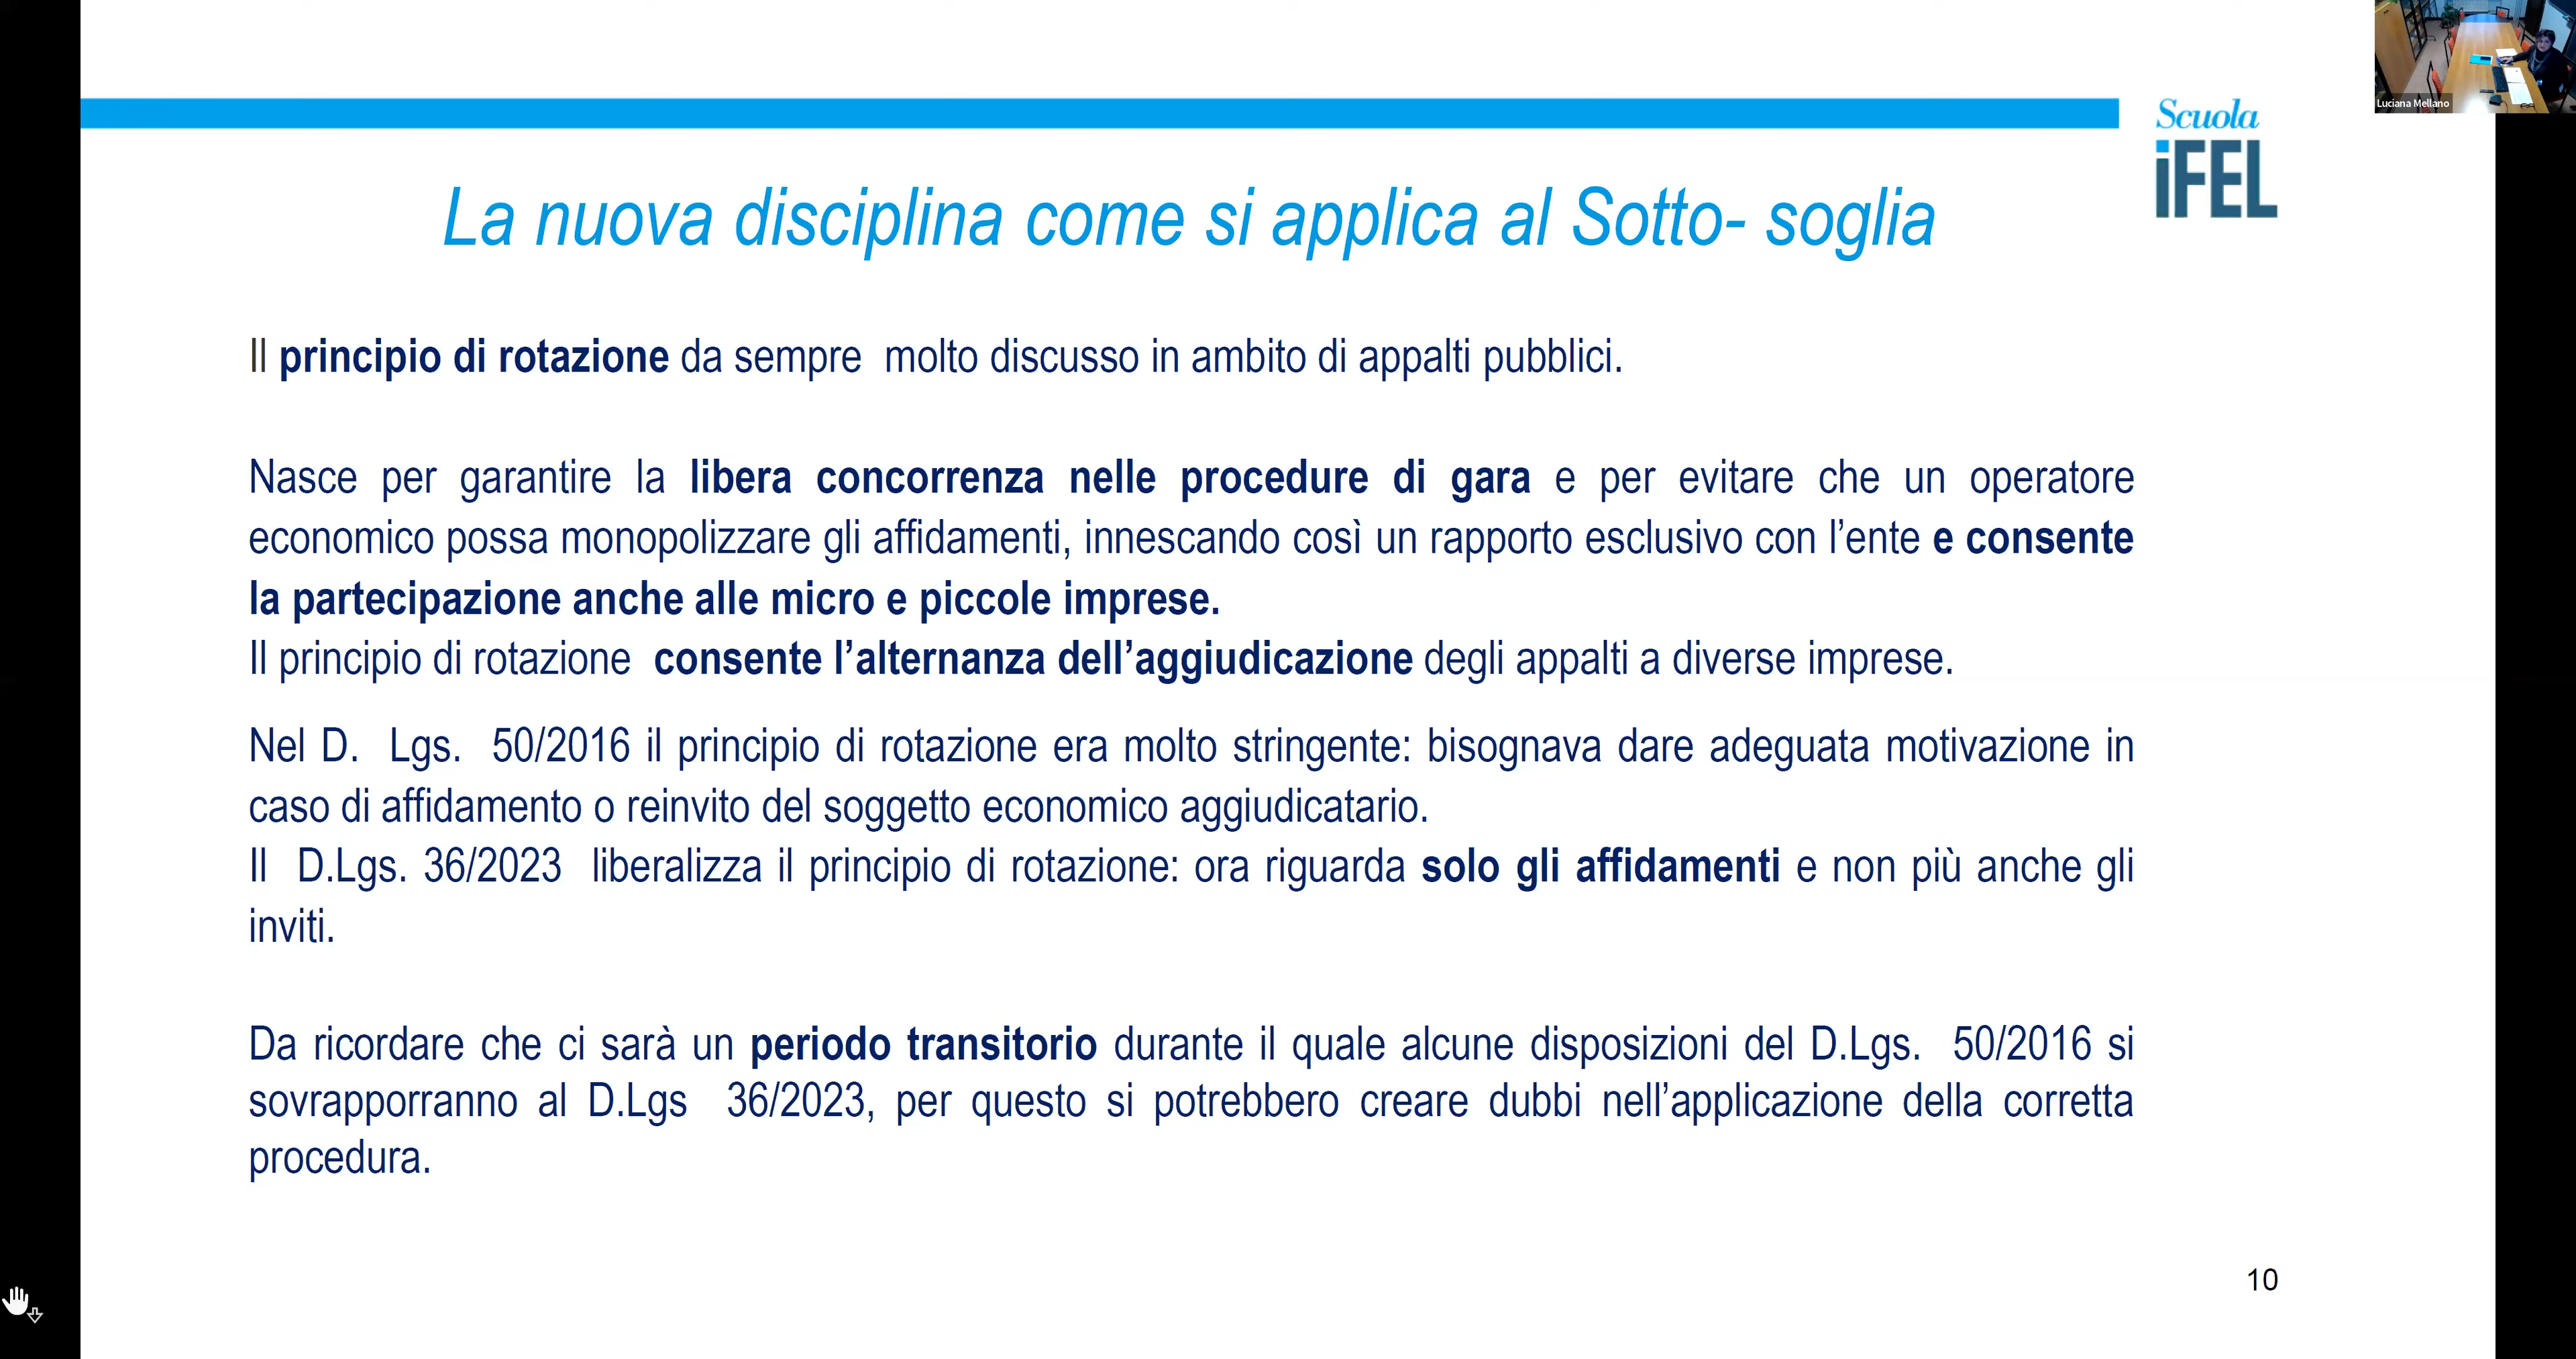 Luciana Mellano
Scuola
iFEL
La nuova disciplina come si applica al Sotto- soglia
Il principio di rotazione da sempre molto discusso in ambito di appalti pubblici.
Nasce per garantire la libera concorrenza nelle procedure di gara e per evitare che un operatore
economico possa monopolizzare gli affidamenti, innescando così un rapporto esclusivo con l’ente e consente
la partecipazione anche alle micro e piccole imprese.
Il principio di rotazione consente l’alternanza dell’aggiudicazione degli appalti a diverse imprese.
Nel D. Lgs. 50/2016 il principio di rotazione era molto stringente: bisognava dare adeguata motivazione in
caso di affidamento o reinvito del soggetto economico aggiudicatario.
Il D.Lgs. 36/2023 liberalizza il principio di rotazione: ora riguarda solo gli affidamenti e non più anche gli
inviti.
Da ricordare che ci sarà un periodo transitorio durante il quale alcune disposizioni del D.Lgs. 50/2016 si
sovrapporranno al D.Lgs 36/2023, per questo si potrebbero creare dubbi nell’applicazione della corretta
procedura.
10